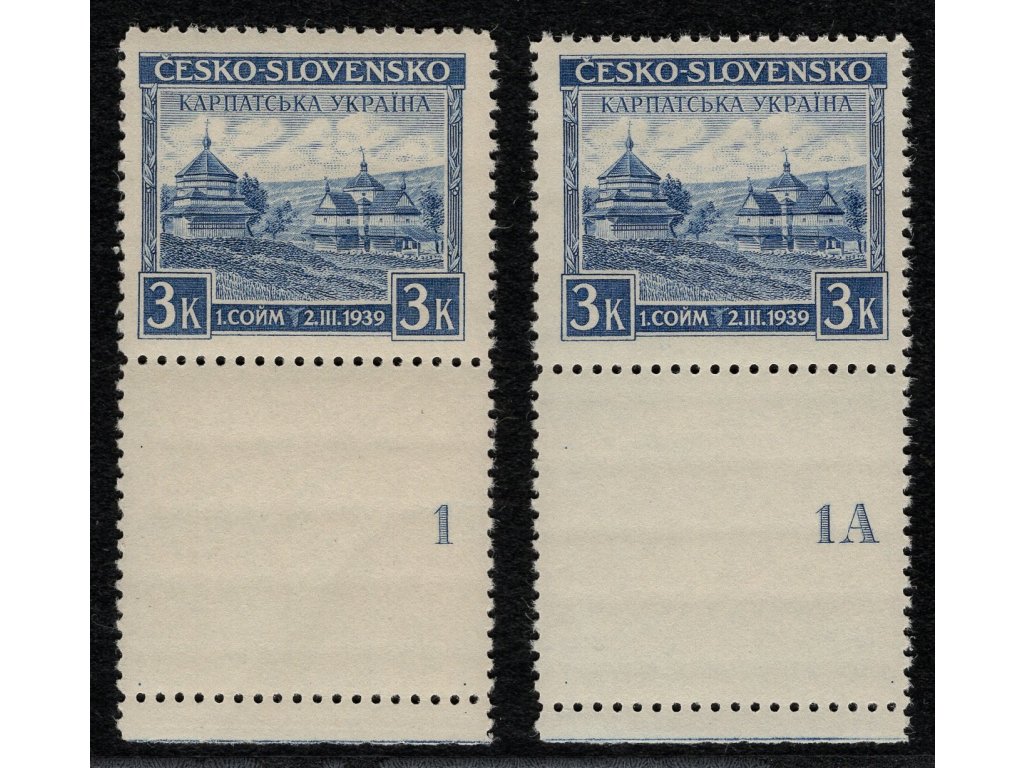 ČESKO-SLOVENSKO
КАРПАТСЬКА УКРАЇНА
3K 1.СОЙМ 2.III.1939 3K
1
ČESKO-SLOVENSKO
КАРПАТСЬКА УКРАЇНА
3K 1.СОЙМ 2.III.1939 3K
1A